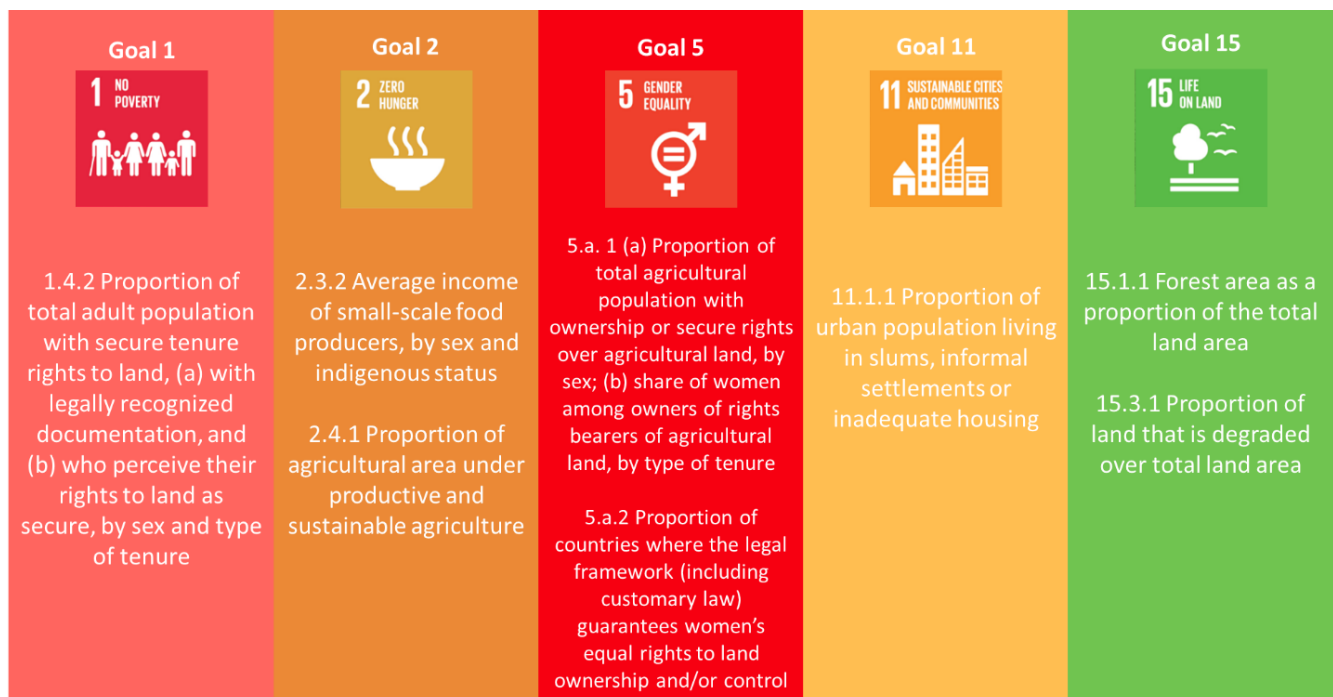 Goal 1
1 NO
POVERTY
1.4.2 Proportion of
total adult population
with secure tenure
rights to land, (a) with
legally recognized
documentation, and
(b) who perceive their
rights to land as
secure, by sex and type
of tenure
Goal 2
2 ZERO
HUNGER
2.3.2 Average income
of small-scale food
producers, by sex and
indigenous status
2.4.1 Proportion of
agricultural area under
productive and
sustainable agriculture
Goal 5
5 GENDER
EQUALITY
5.a. 1 (a) Proportion of
total agricultural
population with
ownership or secure rights
over agricultural land, by
sex; (b) share of women
among owners of rights
bearers of agricultural
land, by type of tenure
5.a.2 Proportion of
countries where the legal
framework (including
customary law)
guarantees women’s
equal rights to land
ownership and/or control
Goal 11
11 SUSTAINABLE CITIES
AND COMMUNITIES
11.1.1 Proportion of
urban population living
in slums, informal
settlements or
inadequate housing
Goal 15
15 LIFE
ON LAND
15.1.1 Forest area as a
proportion of the total
land area
15.3.1 Proportion of
land that is degraded
over total land area